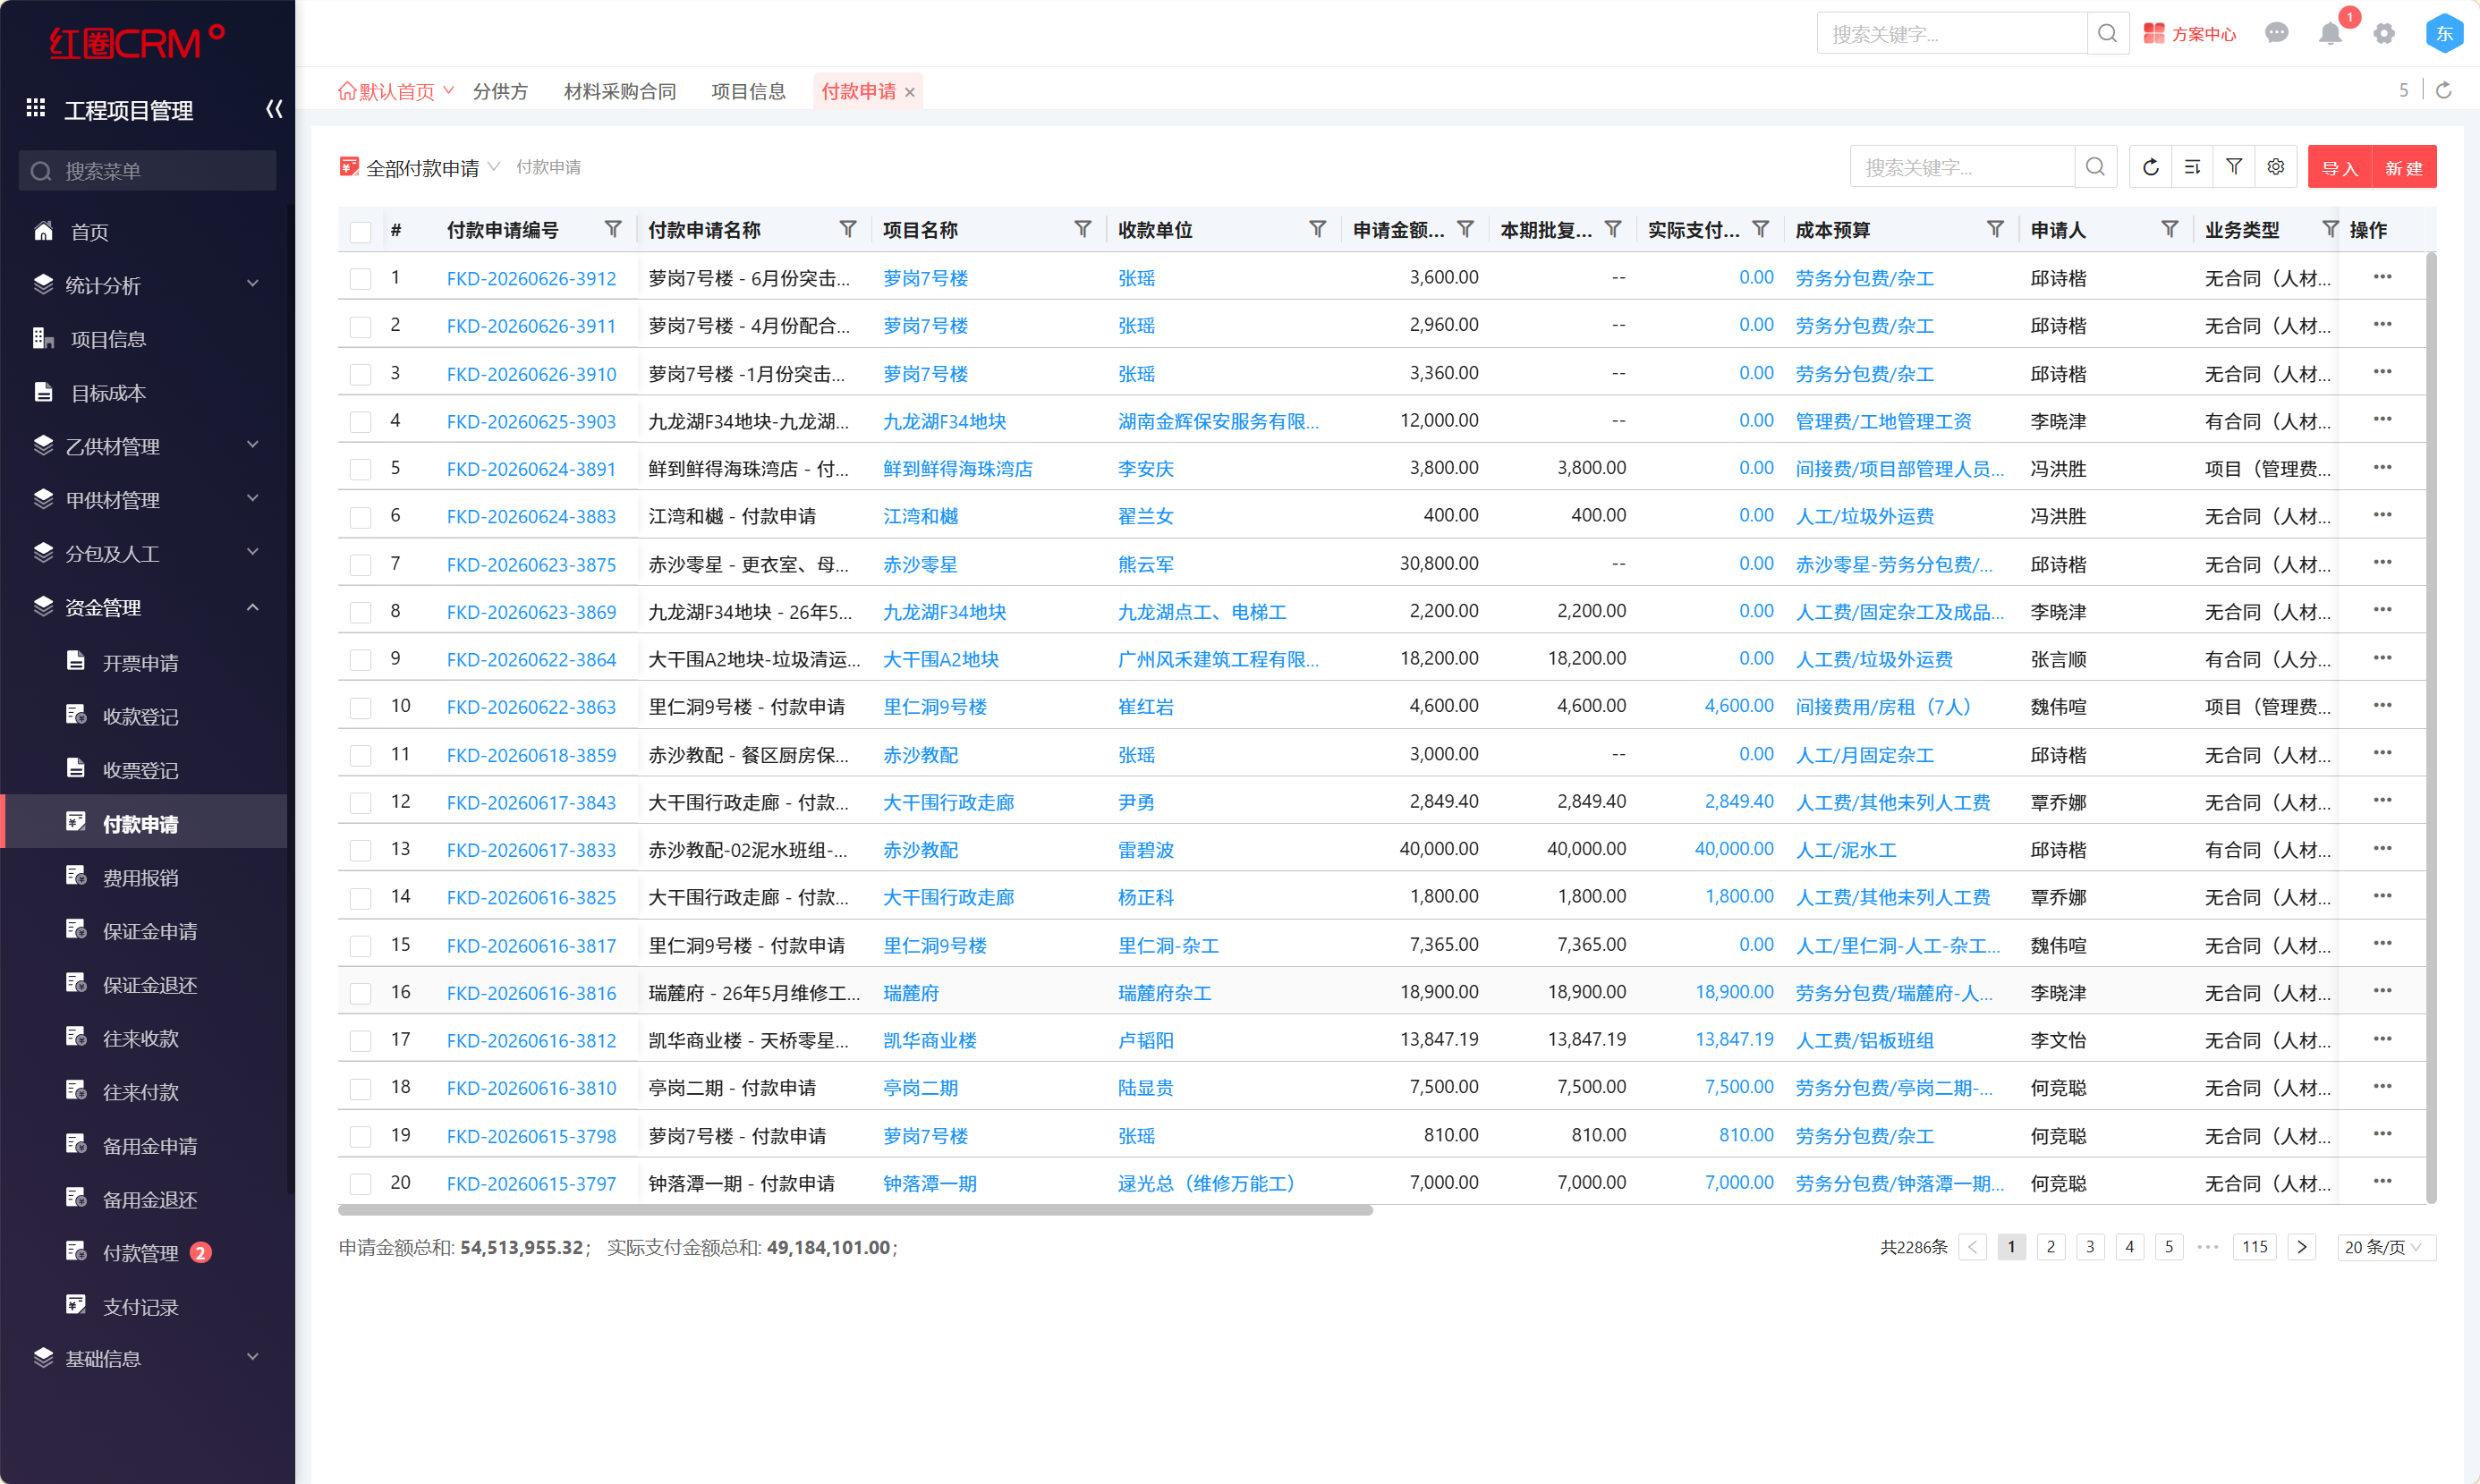 红圈CRM
工程项目管理
搜索菜单
首页
统计分析
项目信息
目标成本
乙供材管理
甲供材管理
分包及人工
资金管理
开票申请
收款登记
收票登记
付款申请
费用报销
保证金申请
保证金退还
往来收款
往来付款
备用金申请
备用金退还
付款管理 2
支付记录
基础信息
搜索关键字... 方案中心 1 东
默认首页 分供方 材料采购合同 项目信息 付款申请 × 5
全部付款申请 付款申请 搜索关键字... 导入 新建
# 付款申请编号 付款申请名称 项目名称 收款单位 申请金额... 本期批复... 实际支付... 成本预算 申请人 业务类型 操作
1 FKD-20260626-3912 萝岗7号楼 - 6月份突击... 萝岗7号楼 张瑶 3,600.00 -- 0.00 劳务分包费/杂工 邱诗楷 无合同（人材... •••
2 FKD-20260626-3911 萝岗7号楼 - 4月份配合... 萝岗7号楼 张瑶 2,960.00 -- 0.00 劳务分包费/杂工 邱诗楷 无合同（人材... •••
3 FKD-20260626-3910 萝岗7号楼 -1月份突击... 萝岗7号楼 张瑶 3,360.00 -- 0.00 劳务分包费/杂工 邱诗楷 无合同（人材... •••
4 FKD-20260625-3903 九龙湖F34地块-九龙湖... 九龙湖F34地块 湖南金辉保安服务有限... 12,000.00 -- 0.00 管理费/工地管理工资 李晓津 有合同（人材... •••
5 FKD-20260624-3891 鲜到鲜得海珠湾店 - 付... 鲜到鲜得海珠湾店 李安庆 3,800.00 3,800.00 0.00 间接费/项目部管理人员... 冯洪胜 项目（管理费... •••
6 FKD-20260624-3883 江湾和樾 - 付款申请 江湾和樾 翟兰女 400.00 400.00 0.00 人工/垃圾外运费 冯洪胜 无合同（人材... •••
7 FKD-20260623-3875 赤沙零星 - 更衣室、母... 赤沙零星 熊云军 30,800.00 -- 0.00 赤沙零星-劳务分包费/... 邱诗楷 无合同（人材... •••
8 FKD-20260623-3869 九龙湖F34地块 - 26年5... 九龙湖F34地块 九龙湖点工、电梯工 2,200.00 2,200.00 0.00 人工费/固定杂工及成品... 李晓津 无合同（人材... •••
9 FKD-20260622-3864 大干围A2地块-垃圾清运... 大干围A2地块 广州风禾建筑工程有限... 18,200.00 18,200.00 0.00 人工费/垃圾外运费 张言顺 有合同（人分... •••
10 FKD-20260622-3863 里仁洞9号楼 - 付款申请 里仁洞9号楼 崔红岩 4,600.00 4,600.00 4,600.00 间接费用/房租（7人） 魏伟喧 项目（管理费... •••
11 FKD-20260618-3859 赤沙教配 - 餐区厨房保... 赤沙教配 张瑶 3,000.00 -- 0.00 人工/月固定杂工 邱诗楷 无合同（人材... •••
12 FKD-20260617-3843 大干围行政走廊 - 付款... 大干围行政走廊 尹勇 2,849.40 2,849.40 2,849.40 人工费/其他未列人工费 覃乔娜 无合同（人材... •••
13 FKD-20260617-3833 赤沙教配-02泥水班组-... 赤沙教配 雷碧波 40,000.00 40,000.00 40,000.00 人工/泥水工 邱诗楷 有合同（人材... •••
14 FKD-20260616-3825 大干围行政走廊 - 付款... 大干围行政走廊 杨正科 1,800.00 1,800.00 1,800.00 人工费/其他未列人工费 覃乔娜 无合同（人材... •••
15 FKD-20260616-3817 里仁洞9号楼 - 付款申请 里仁洞9号楼 里仁洞-杂工 7,365.00 7,365.00 0.00 人工/里仁洞-人工-杂工... 魏伟喧 无合同（人材... •••
16 FKD-20260616-3816 瑞麓府 - 26年5月维修工... 瑞麓府 瑞麓府杂工 18,900.00 18,900.00 18,900.00 劳务分包费/瑞麓府-人... 李晓津 无合同（人材... •••
17 FKD-20260616-3812 凯华商业楼 - 天桥零星... 凯华商业楼 卢韬阳 13,847.19 13,847.19 13,847.19 人工费/铝板班组 李文怡 无合同（人材... •••
18 FKD-20260616-3810 亭岗二期 - 付款申请 亭岗二期 陆显贵 7,500.00 7,500.00 7,500.00 劳务分包费/亭岗二期-... 何竞聪 无合同（人材... •••
19 FKD-20260615-3798 萝岗7号楼 - 付款申请 萝岗7号楼 张瑶 810.00 810.00 810.00 劳务分包费/杂工 何竞聪 无合同（人材... •••
20 FKD-20260615-3797 钟落潭一期 - 付款申请 钟落潭一期 逯光总（维修万能工） 7,000.00 7,000.00 7,000.00 劳务分包费/钟落潭一期... 何竞聪 无合同（人材... •••
申请金额总和: 54,513,955.32； 实际支付金额总和: 49,184,101.00； 共2286条 < 1 2 3 4 5 ••• 115 > 20 条/页